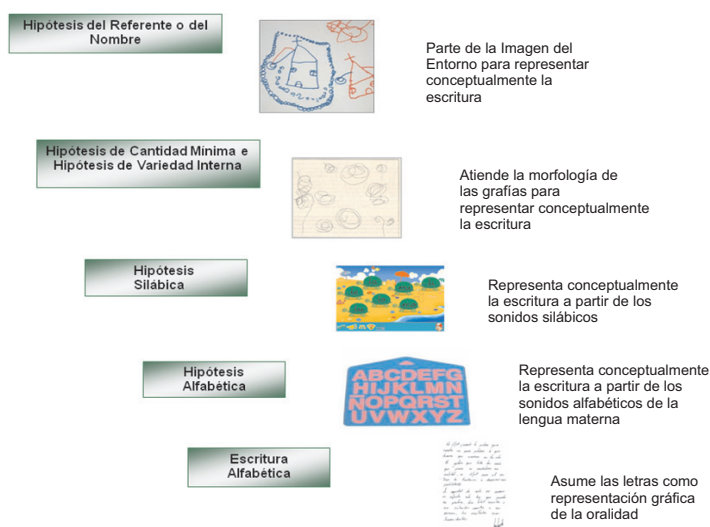 Hipótesis del Referente o del
Nombre
Parte de la Imagen del
Entorno para representar
conceptualmente la
escritura
Hipótesis de Cantidad Mínima e
Hipótesis de Variedad Interna
Atiende la morfología de
las grafías para
representar conceptualmente
la escritura
Hipótesis
Silábica
Representa conceptualmente
la escritura a partir de los
sonidos silábicos
Hipótesis
Alfabética
ABCDEFG
HIJKLMN
ÑOPQRST
UVWXYZ
Representa conceptualmente
la escritura a partir de los
sonidos alfabéticos de la
lengua materna
Escritura
Alfabética
Asume las letras como
representación gráfica
de la oralidad